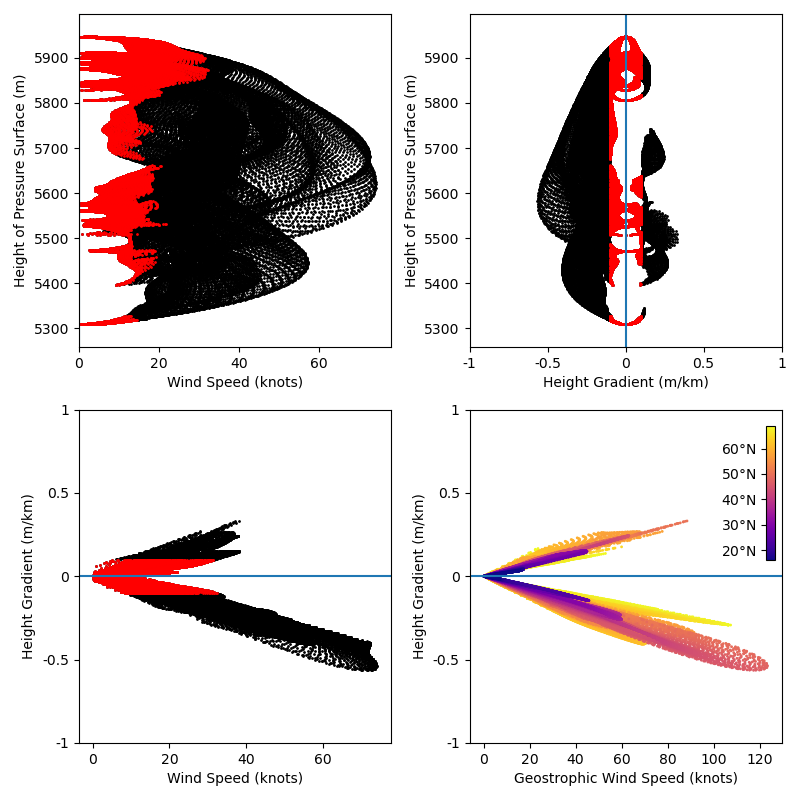 5900
5800
5700
5600
5500
5400
5300
Height of Pressure Surface (m)
0 20 40 60
Wind Speed (knots)
5900
5800
5700
5600
5500
5400
5300
Height of Pressure Surface (m)
-1 -0.5 0 0.5 1
Height Gradient (m/km)
1
0.5
0
-0.5
-1
Height Gradient (m/km)
0 20 40 60
Wind Speed (knots)
1
0.5
0
-0.5
-1
Height Gradient (m/km)
60°N
50°N
40°N
30°N
20°N
0 20 40 60 80 100 120
Geostrophic Wind Speed (knots)